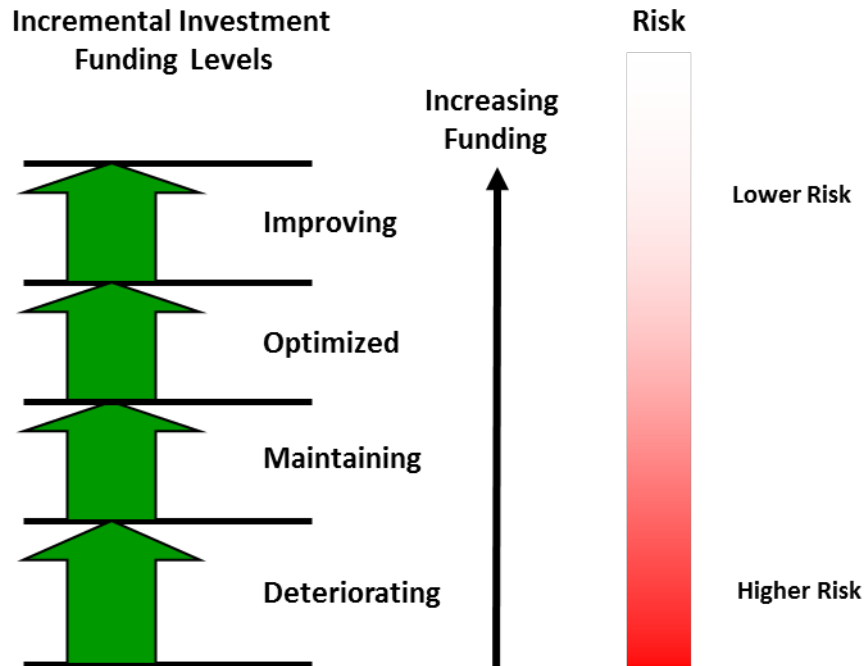 Incremental Investment
Funding Levels
Risk
Increasing
Funding
Lower Risk
Improving
Optimized
Maintaining
Deteriorating
Higher Risk